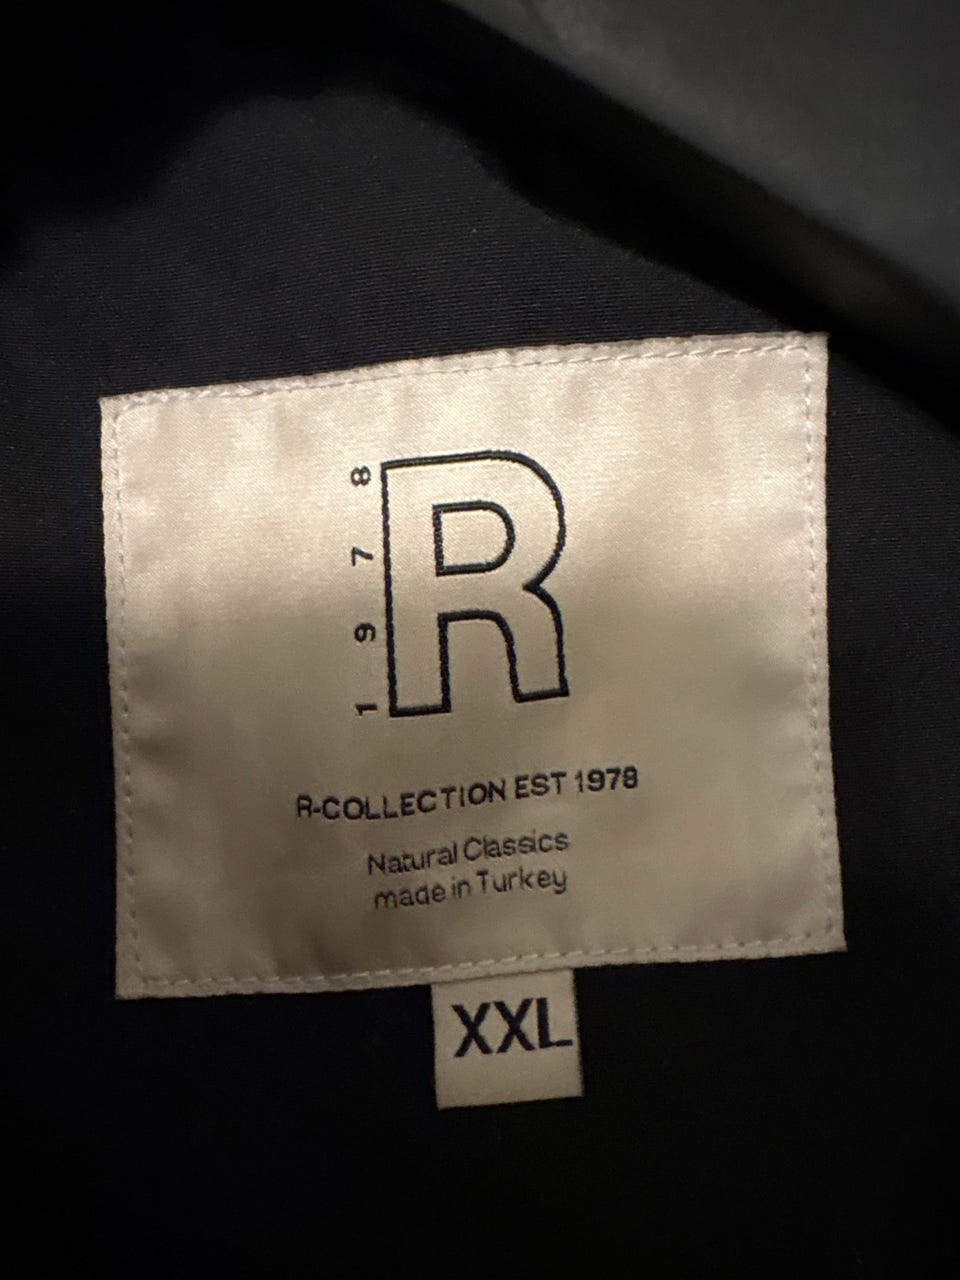 1978
R
R-COLLECTION EST 1978
Natural Classics
made in Turkey
XXL